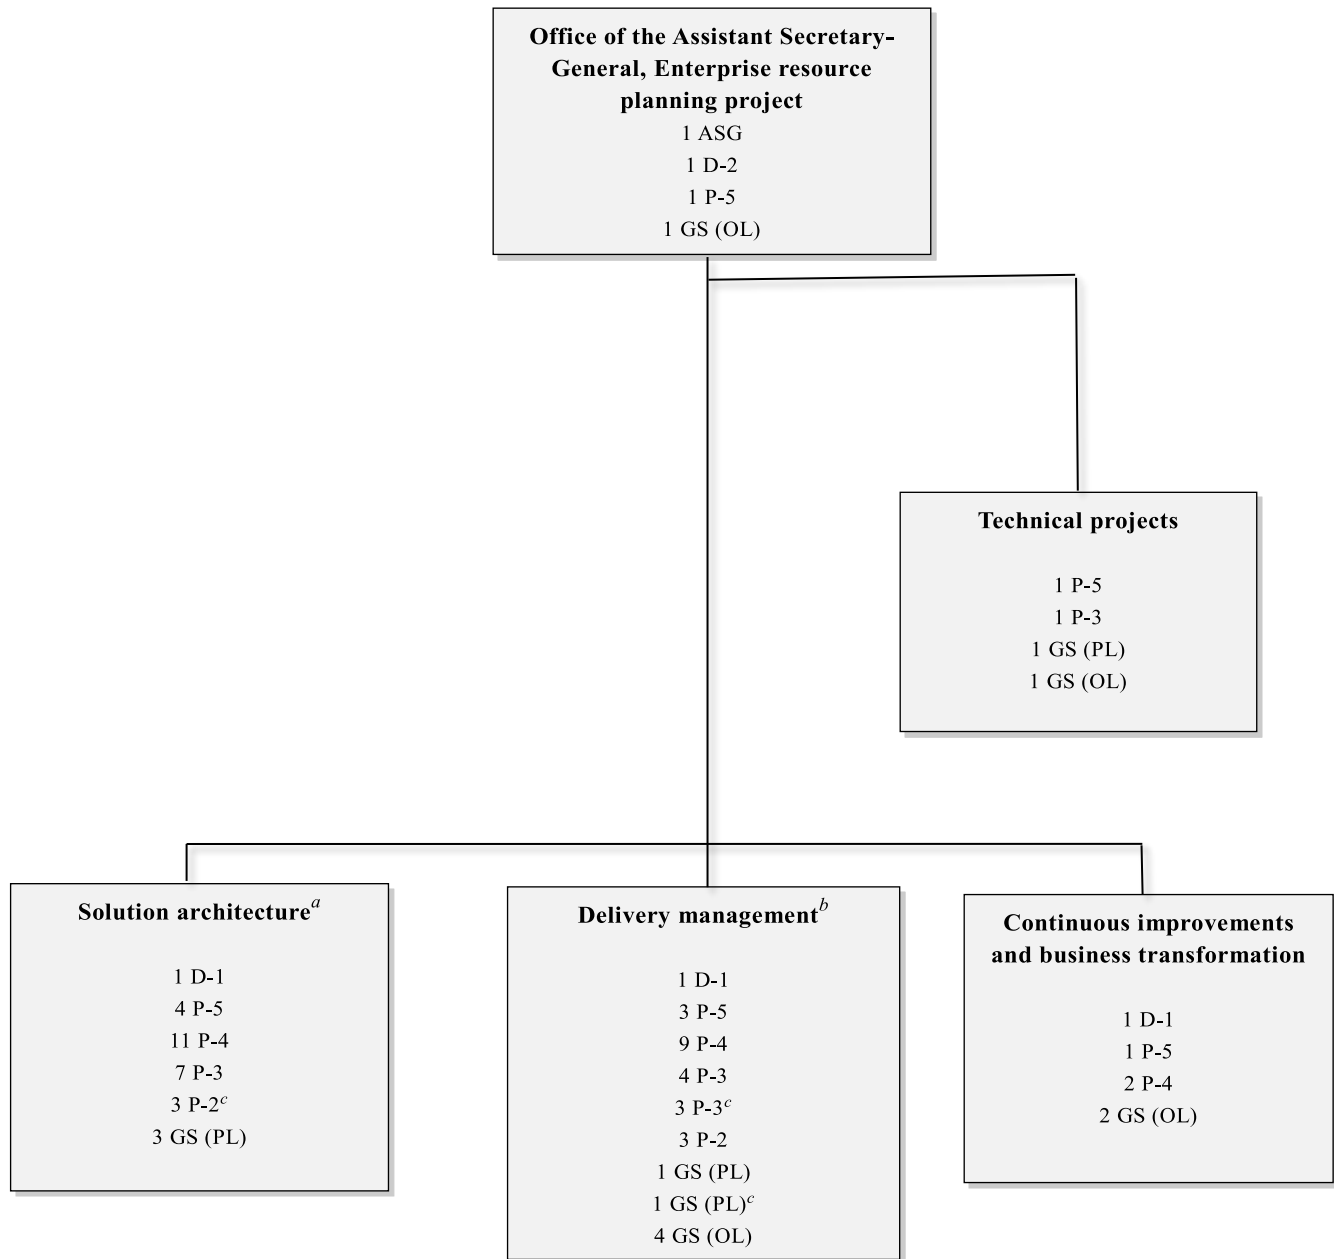 Office of the Assistant Secretary-
General, Enterprise resource
planning project
1 ASG
1 D-2
1 P-5
1 GS (OL)
Technical projects
1 P-5
1 P-3
1 GS (PL)
1 GS (OL)
Solution architecture^a
1 D-1
4 P-5
11 P-4
7 P-3
3 P-2^c
3 GS (PL)
Delivery management^b
1 D-1
3 P-5
9 P-4
4 P-3
3 P-3^c
3 P-2
1 GS (PL)
1 GS (PL)^c
4 GS (OL)
Continuous improvements
and business transformation
1 D-1
1 P-5
2 P-4
2 GS (OL)